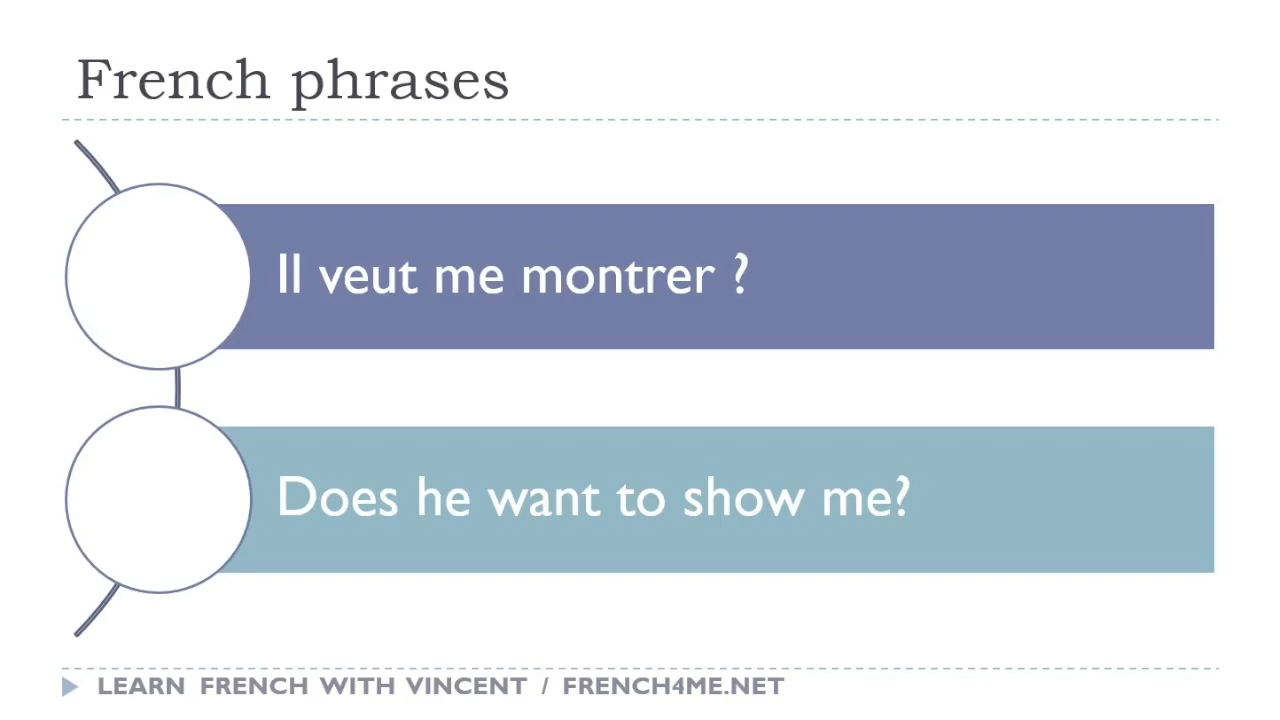 French phrases
Il veut me montrer ?
Does he want to show me?
LEARN FRENCH WITH VINCENT / FRENCH4ME.NET